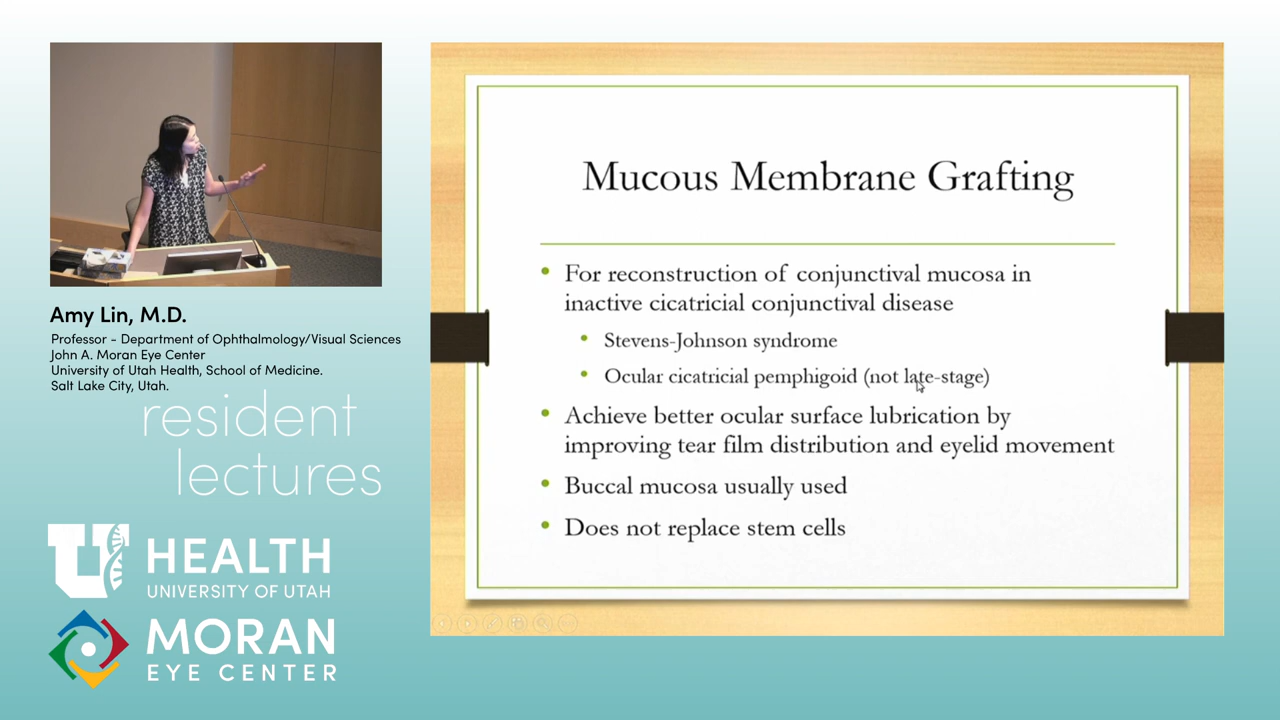 Amy Lin, M.D.
Professor - Department of Ophthalmology/Visual Sciences
John A. Moran Eye Center
University of Utah Health, School of Medicine.
Salt Lake City, Utah.
resident
lectures
U
HEALTH
UNIVERSITY OF UTAH
MORAN
EYE CENTER
Mucous Membrane Grafting
• For reconstruction of conjunctival mucosa in
inactive cicatricial conjunctival disease
• Stevens-Johnson syndrome
• Ocular cicatricial pemphigoid (not late-stage)
• Achieve better ocular surface lubrication by
improving tear film distribution and eyelid movement
• Buccal mucosa usually used
• Does not replace stem cells